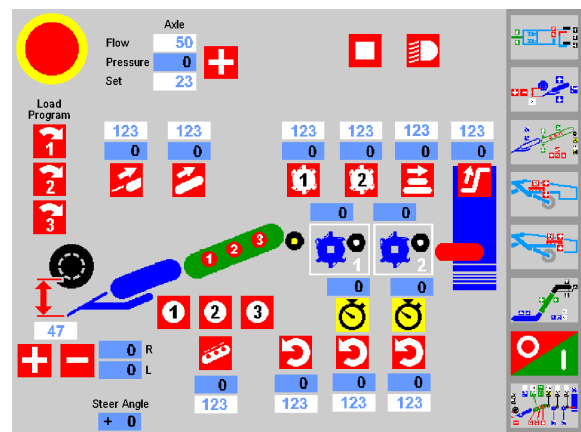 Axle
Flow 50
Pressure 0
Set 23
Load
Program
1
2
3
123 123 123 123 123 123
0 0 0 0 0 0
1 2
0 0
1 2 3
1 2
0 0
47
1 2 3
0 R
0 L
0 0 0 0
123 123 123 123
Steer Angle
+ 0